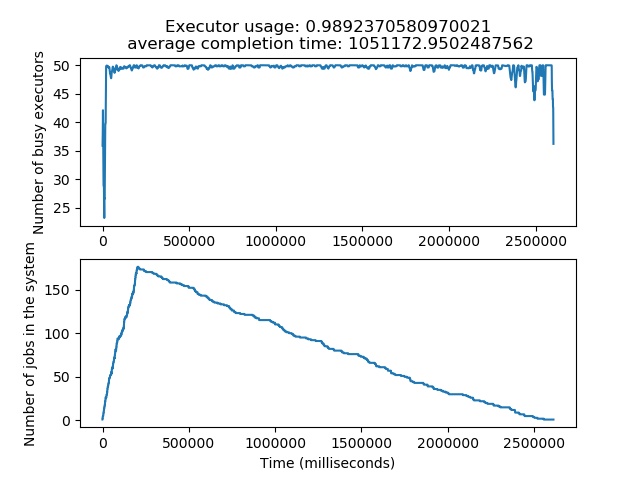 Executor usage: 0.9892370580970021
average completion time: 1051172.9502487562
Number of busy executors
50
45
40
35
30
25
0 500000 1000000 1500000 2000000 2500000
Number of jobs in the system
150
100
50
0
0 500000 1000000 1500000 2000000 2500000
Time (milliseconds)